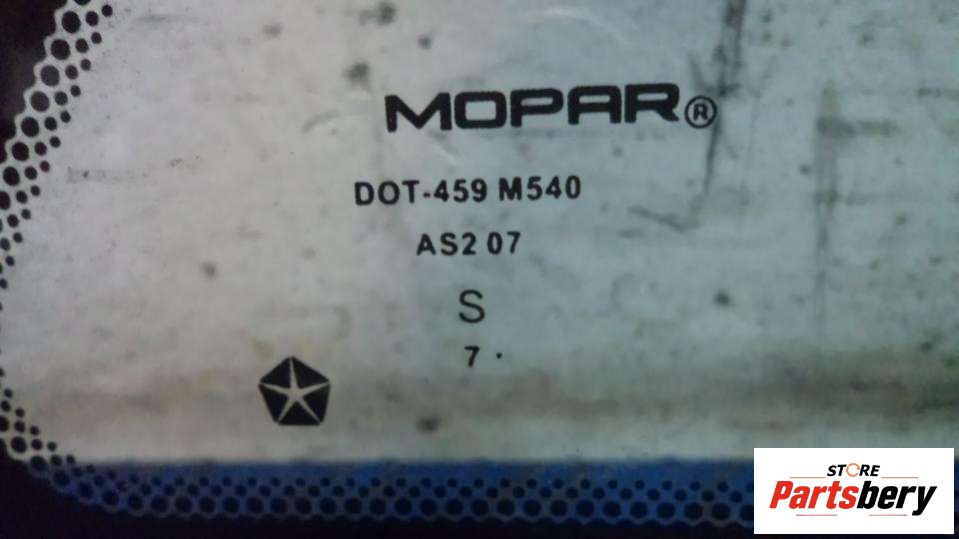 MOPAR®
DOT-459 M540
AS2 07
S
7 .
STORE
Partsbery